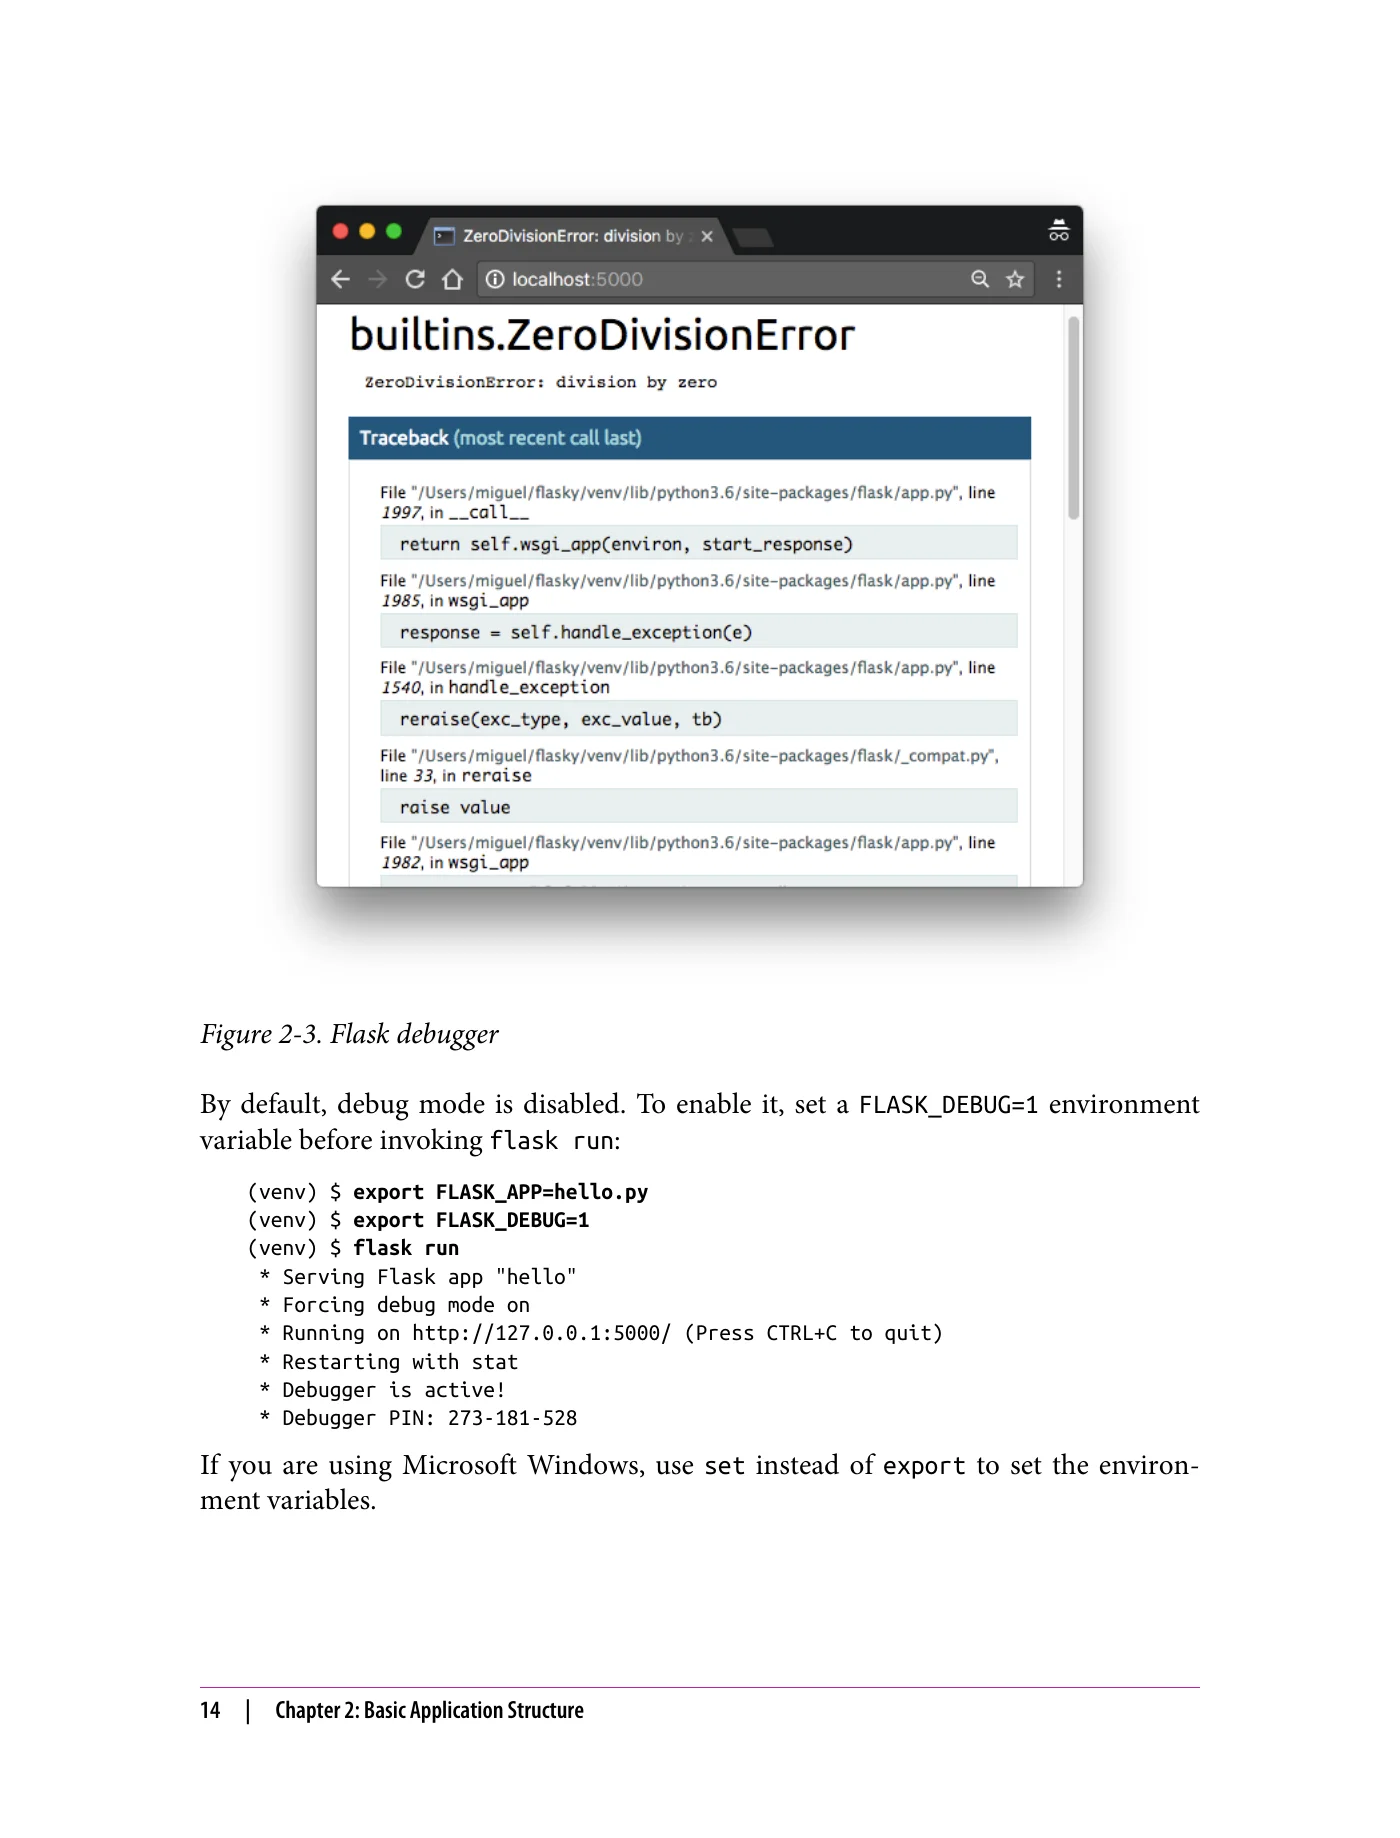 ZeroDivisionError: division by
localhost:5000
builtins.ZeroDivisionError
ZeroDivisionError: division by zero
Traceback (most recent call last)
File "/Users/miguel/flasky/venv/lib/python3.6/site-packages/flask/app.py", line
1997, in __call__
return self.wsgi_app(environ, start_response)
File "/Users/miguel/flasky/venv/lib/python3.6/site-packages/flask/app.py", line
1985, in wsgi_app
response = self.handle_exception(e)
File "/Users/miguel/flasky/venv/lib/python3.6/site-packages/flask/app.py", line
1540, in handle_exception
reraise(exc_type, exc_value, tb)
File "/Users/miguel/flasky/venv/lib/python3.6/site-packages/flask/_compat.py",
line 33, in reraise
raise value
File "/Users/miguel/flasky/venv/lib/python3.6/site-packages/flask/app.py", line
1982, in wsgi_app
Figure 2-3. Flask debugger
By default, debug mode is disabled. To enable it, set a FLASK_DEBUG=1 environment
variable before invoking flask run:
(venv) $ export FLASK_APP=hello.py
(venv) $ export FLASK_DEBUG=1
(venv) $ flask run
* Serving Flask app "hello"
* Forcing debug mode on
* Running on http://127.0.0.1:5000/ (Press CTRL+C to quit)
* Restarting with stat
* Debugger is active!
* Debugger PIN: 273-181-528
If you are using Microsoft Windows, use set instead of export to set the environ-
ment variables.
14 | Chapter 2: Basic Application Structure